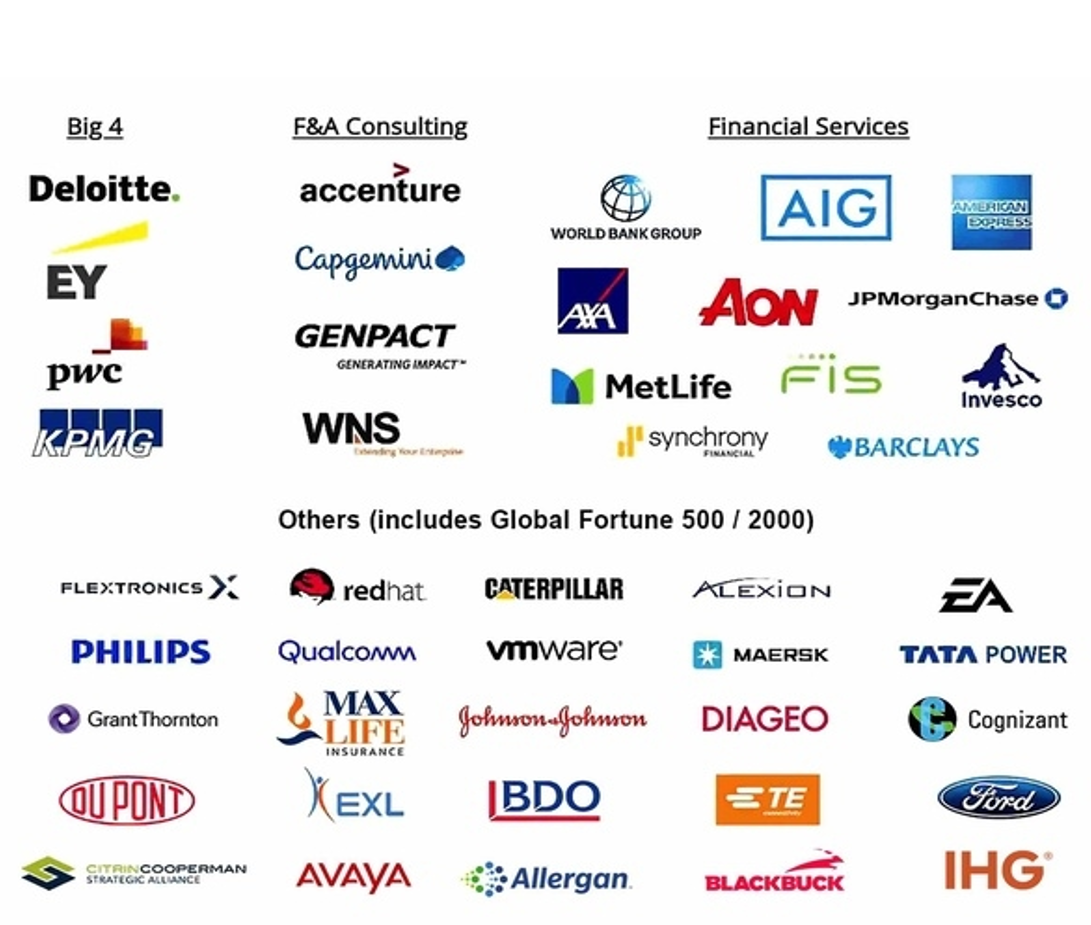 Big 4
F&A Consulting
Financial Services
Deloitte.
EY
pwc
KPMG
accenture
Capgemini
GENPACT
GENERATING IMPACT™
WNS
Extending Your Enterprise
WORLD BANK GROUP
AIG
AMERICAN
EXPRESS
AXA
AON
JPMorganChase
MetLife
FIS
Invesco
synchrony
FINANCIAL
BARCLAYS
Others (includes Global Fortune 500 / 2000)
FLEXTRONICS X
redhat.
CATERPILLAR
ALEXION
EA
PHILIPS
Qualcomm
vmware®
MAERSK
TATA POWER
GrantThornton
MAX
LIFE
INSURANCE
Johnson & Johnson
DIAGEO
C Cognizant
DU PONT
EXL
BDO
TE
connectivity
Ford
CITRINCOOPERMAN
STRATEGIC ALLIANCE
AVAYA
Allergan.
BLACKBUCK
IHG®